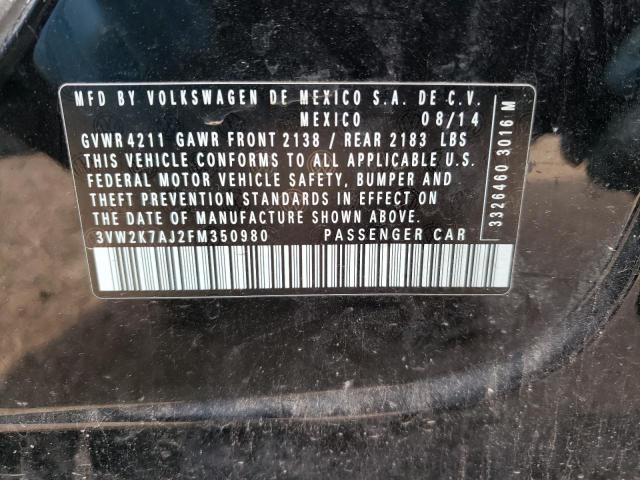 MFD BY VOLKSWAGEN DE MEXICO S.A. DE C.V.
MEXICO 08/14
GVWR 4211 GAWR FRONT 2138 / REAR 2183 LBS
THIS VEHICLE CONFORMS TO ALL APPLICABLE U.S.
FEDERAL MOTOR VEHICLE SAFETY, BUMPER AND
THEFT PREVENTION STANDARDS IN EFFECT ON
THE DATE OF MANUFACTURE SHOWN ABOVE.
3VW2K7AJ2FM350980 PASSENGER CAR
3326460 3016 M